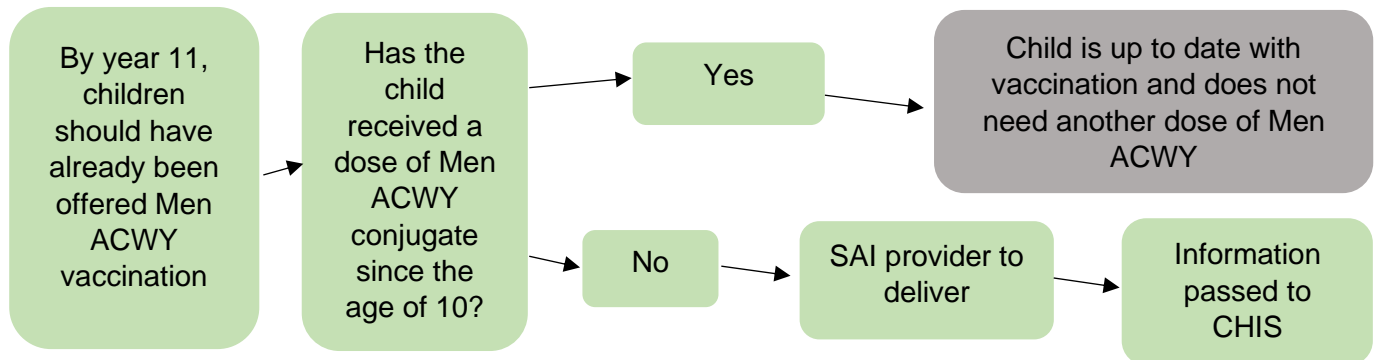 By year 11,
children
should have
already been
offered Men
ACWY
vaccination
Has the
child
received a
dose of Men
ACWY
conjugate
since the
age of 10?
Yes
Child is up to date with
vaccination and does not
need another dose of Men
ACWY
No
SAI provider to
deliver
Information
passed to
CHIS